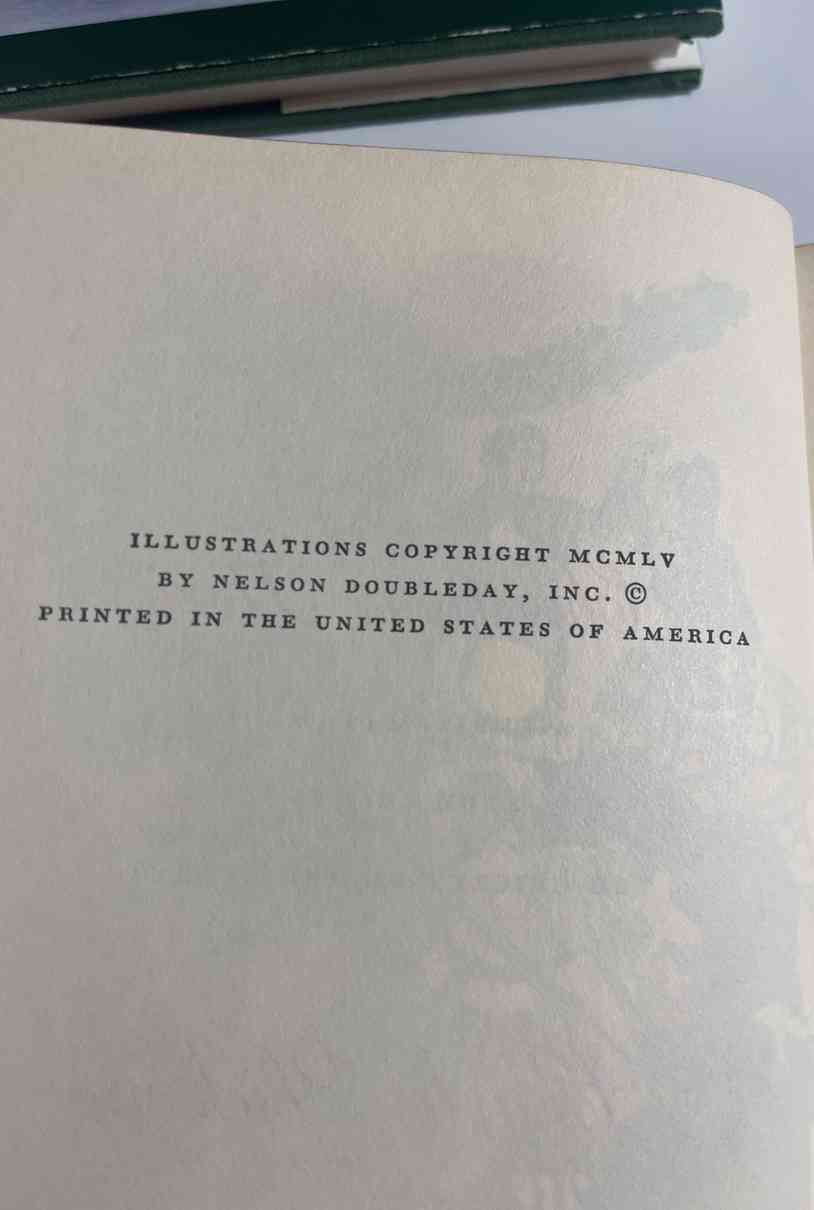 ILLUSTRATIONS COPYRIGHT MCMLV
BY NELSON DOUBLEDAY, INC. ©
PRINTED IN THE UNITED STATES OF AMERICA